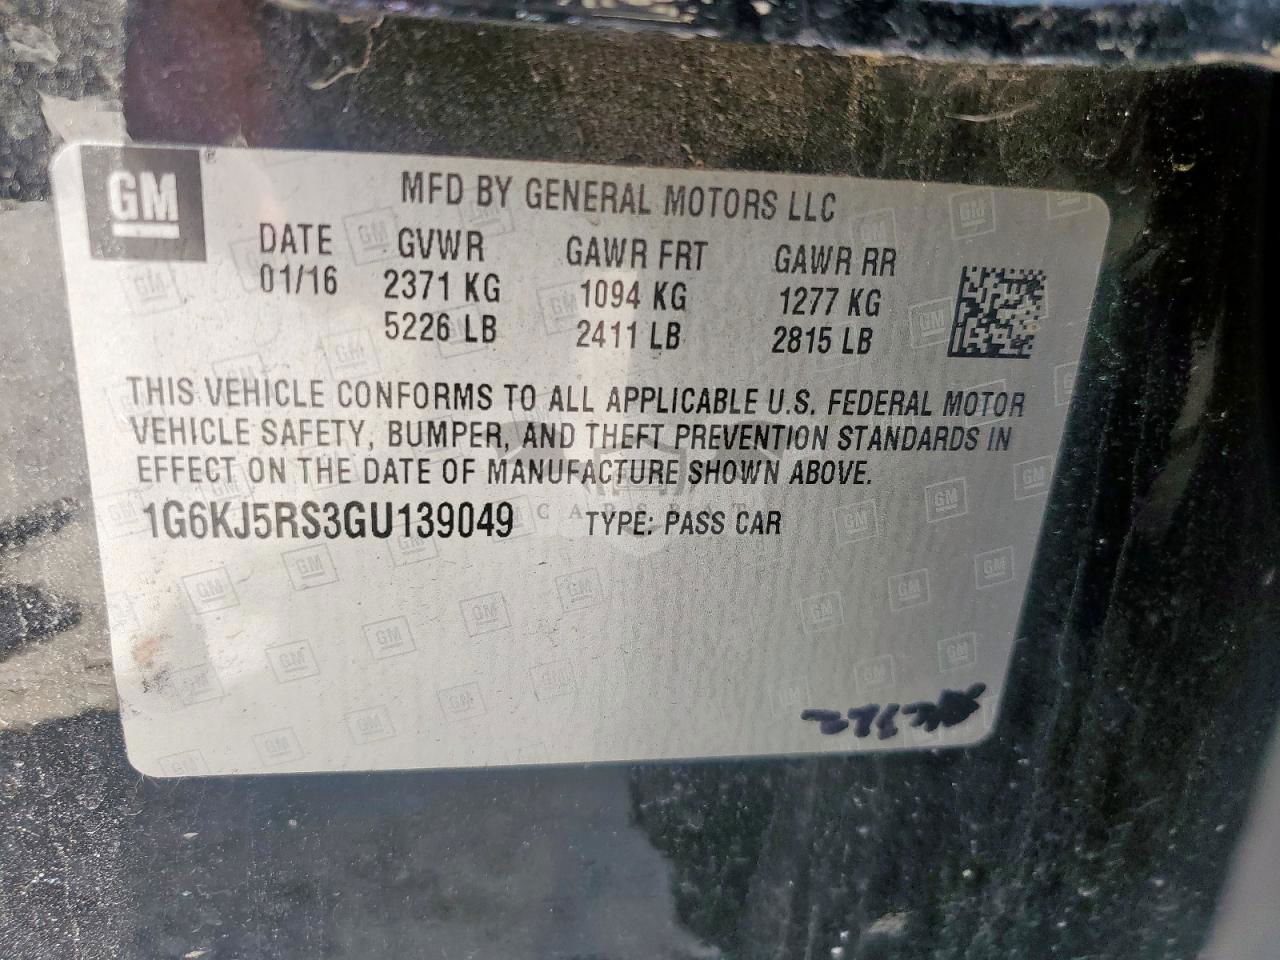 GM
MFD BY GENERAL MOTORS LLC
DATE GVWR GAWR FRT GAWR RR
01/16 2371 KG 1094 KG 1277 KG
5226 LB 2411 LB 2815 LB
THIS VEHICLE CONFORMS TO ALL APPLICABLE U.S. FEDERAL MOTOR
VEHICLE SAFETY, BUMPER, AND THEFT PREVENTION STANDARDS IN
EFFECT ON THE DATE OF MANUFACTURE SHOWN ABOVE.
1G6KJ5RS3GU139049 TYPE: PASS CAR